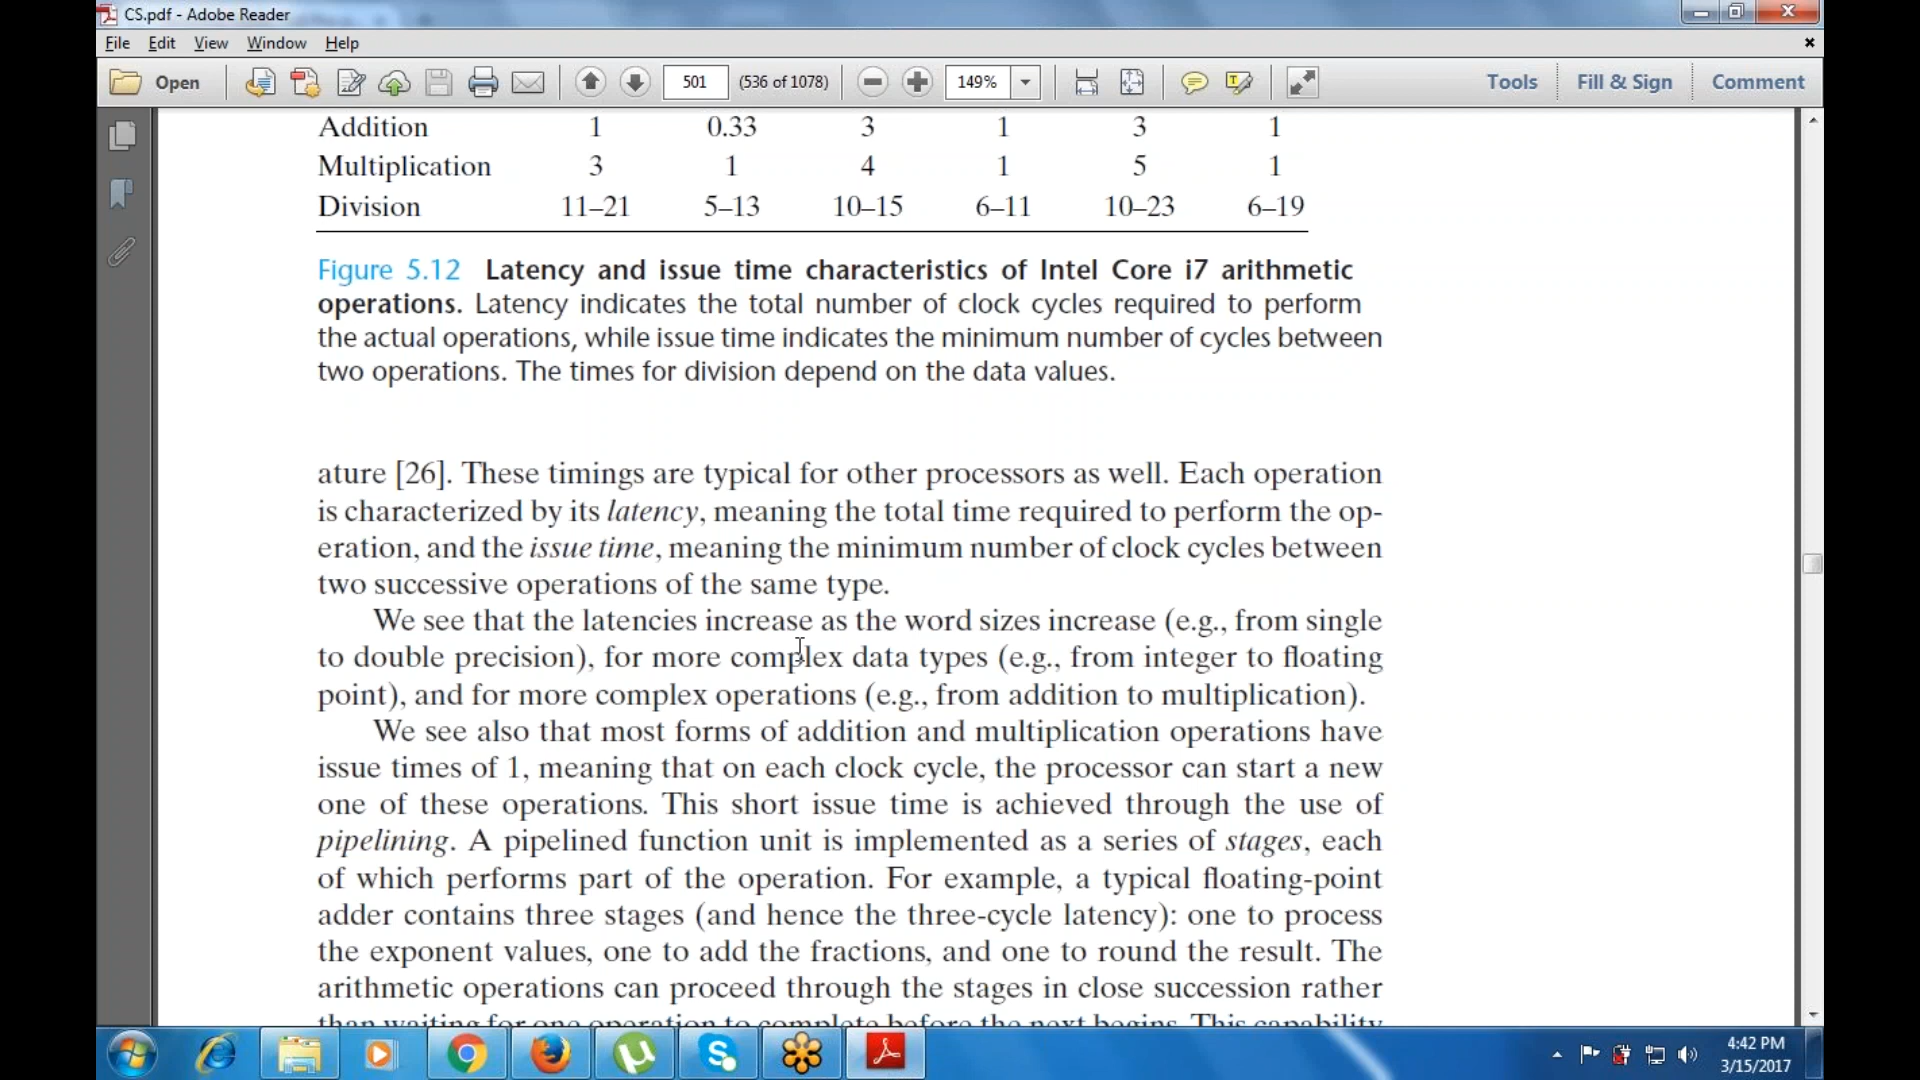 CS.pdf - Adobe Reader
File Edit View Window Help
Open 501 (536 of 1078) 149% Tools Fill & Sign Comment
Addition 1 0.33 3 1 3 1
Multiplication 3 1 4 1 5 1
Division 11–21 5–13 10–15 6–11 10–23 6–19
Figure 5.12 Latency and issue time characteristics of Intel Core i7 arithmetic
operations. Latency indicates the total number of clock cycles required to perform
the actual operations, while issue time indicates the minimum number of cycles between
two operations. The times for division depend on the data values.
ature [26]. These timings are typical for other processors as well. Each operation
is characterized by its latency, meaning the total time required to perform the op-
eration, and the issue time, meaning the minimum number of clock cycles between
two successive operations of the same type.
We see that the latencies increase as the word sizes increase (e.g., from single
to double precision), for more complex data types (e.g., from integer to floating
point), and for more complex operations (e.g., from addition to multiplication).
We see also that most forms of addition and multiplication operations have
issue times of 1, meaning that on each clock cycle, the processor can start a new
one of these operations. This short issue time is achieved through the use of
pipelining. A pipelined function unit is implemented as a series of stages, each
of which performs part of the operation. For example, a typical floating-point
adder contains three stages (and hence the three-cycle latency): one to process
the exponent values, one to add the fractions, and one to round the result. The
arithmetic operations can proceed through the stages in close succession rather
than waiting for one operation to complete before the next begins. This capability
4:42 PM
3/15/2017